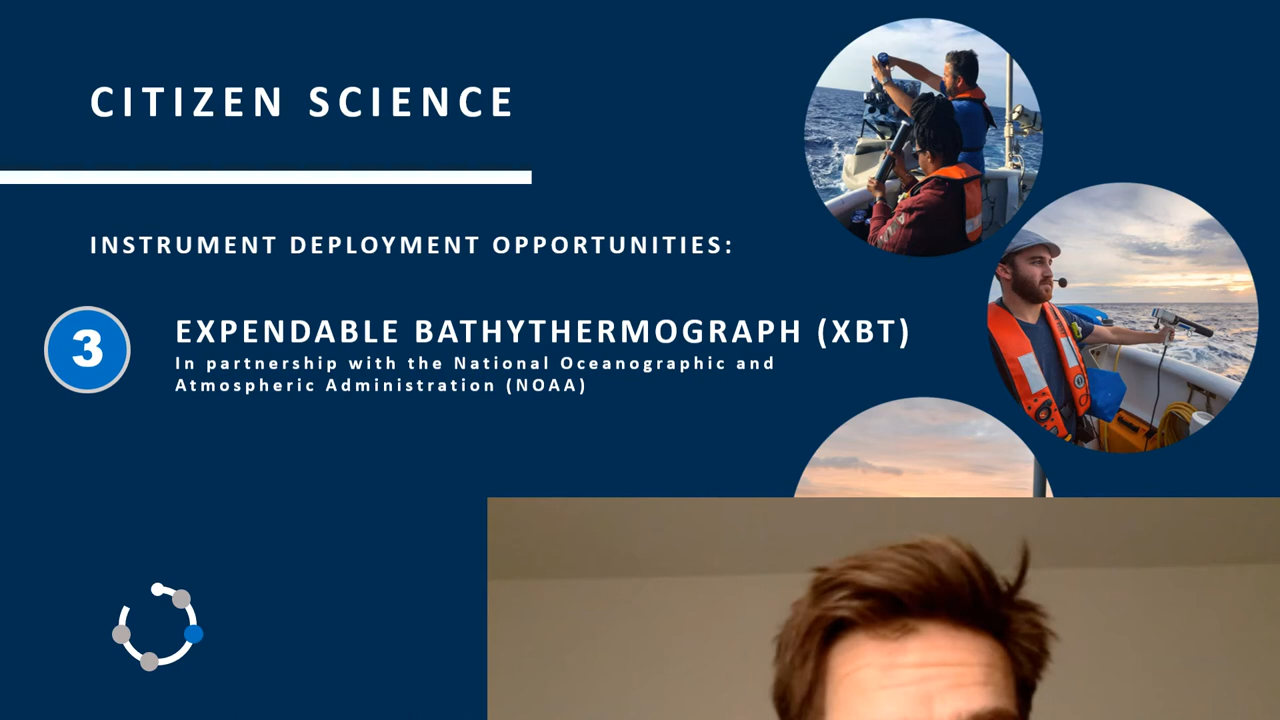 CITIZEN SCIENCE
INSTRUMENT DEPLOYMENT OPPORTUNITIES:
3
EXPENDABLE BATHYTHERMOGRAPH (XBT)
In partnership with the National Oceanographic and
Atmospheric Administration (NOAA)